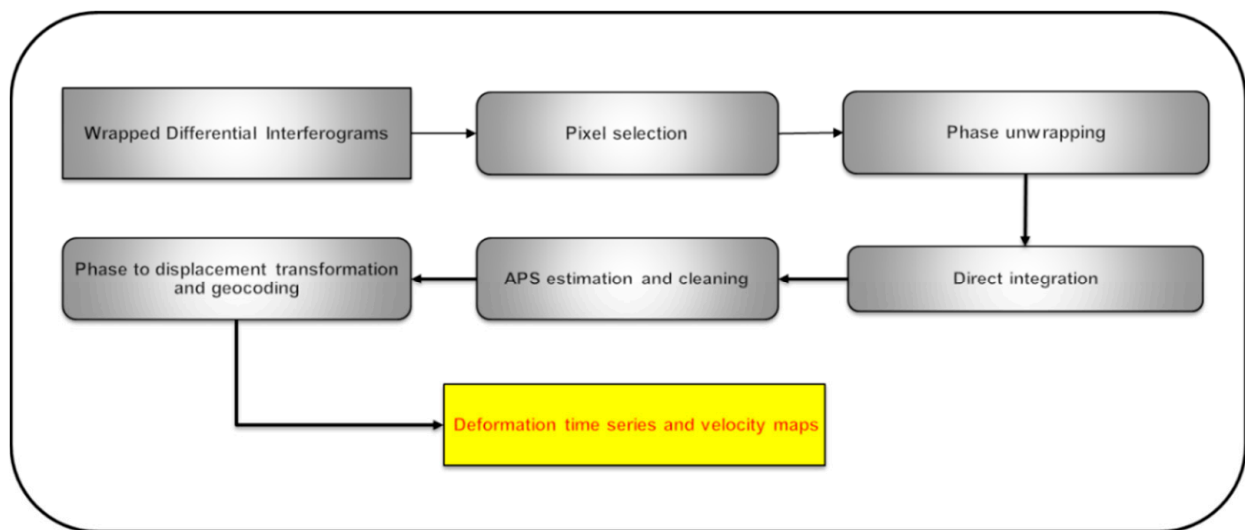 Wrapped Differential Interferograms
Pixel selection
Phase unwrapping
Direct integration
APS estimation and cleaning
Phase to displacement transformation
and geocoding
Deformation time series and velocity maps